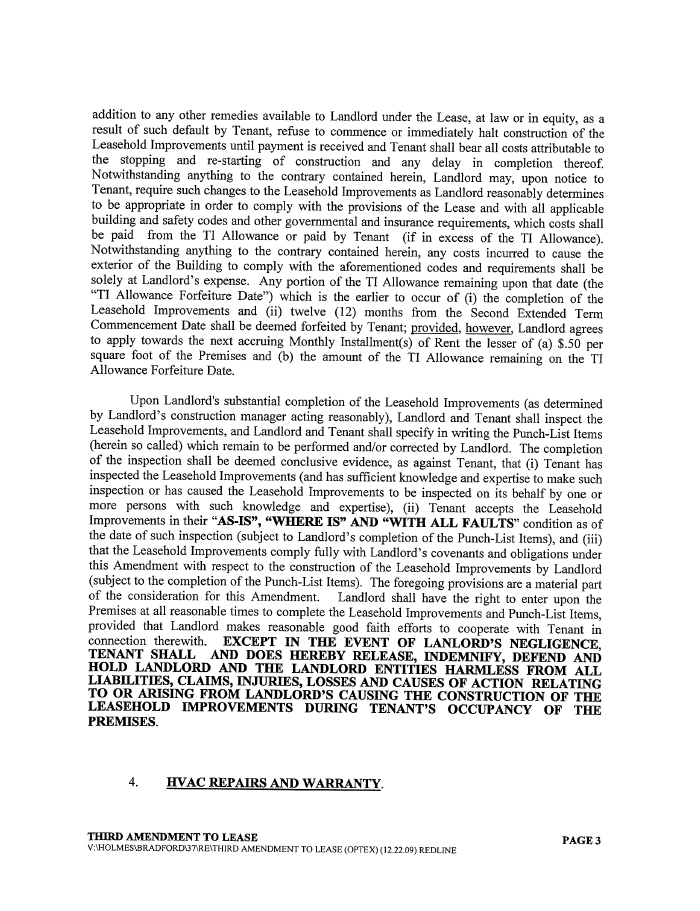 addition to any other remedies available to Landlord under the Lease, at law or in equity, as a
result of such default by Tenant, refuse to commence or immediately halt construction of the
Leasehold Improvements until payment is received and Tenant shall bear all costs attributable to
the stopping and re-starting of construction and any delay in completion thereof.
Notwithstanding anything to the contrary contained herein, Landlord may, upon notice to
Tenant, require such changes to the Leasehold Improvements as Landlord reasonably determines
to be appropriate in order to comply with the provisions of the Lease and with all applicable
building and safety codes and other governmental and insurance requirements, which costs shall
be paid from the TI Allowance or paid by Tenant (if in excess of the TI Allowance).
Notwithstanding anything to the contrary contained herein, any costs incurred to cause the
exterior of the Building to comply with the aforementioned codes and requirements shall be
solely at Landlord's expense. Any portion of the TI Allowance remaining upon that date (the
"TI Allowance Forfeiture Date") which is the earlier to occur of (i) the completion of the
Leasehold Improvements and (ii) twelve (12) months from the Second Extended Term
Commencement Date shall be deemed forfeited by Tenant; provided, however, Landlord agrees
to apply towards the next accruing Monthly Installment(s) of Rent the lesser of (a) $.50 per
square foot of the Premises and (b) the amount of the TI Allowance remaining on the TI
Allowance Forfeiture Date.
Upon Landlord's substantial completion of the Leasehold Improvements (as determined
by Landlord's construction manager acting reasonably), Landlord and Tenant shall inspect the
Leasehold Improvements, and Landlord and Tenant shall specify in writing the Punch-List Items
(herein so called) which remain to be performed and/or corrected by Landlord. The completion
of the inspection shall be deemed conclusive evidence, as against Tenant, that (i) Tenant has
inspected the Leasehold Improvements (and has sufficient knowledge and expertise to make such
inspection or has caused the Leasehold Improvements to be inspected on its behalf by one or
more persons with such knowledge and expertise), (ii) Tenant accepts the Leasehold
Improvements in their "AS-IS", "WHERE IS" AND "WITH ALL FAULTS" condition as of
the date of such inspection (subject to Landlord's completion of the Punch-List Items), and (iii)
that the Leasehold Improvements comply fully with Landlord's covenants and obligations under
this Amendment with respect to the construction of the Leasehold Improvements by Landlord
(subject to the completion of the Punch-List Items). The foregoing provisions are a material part
of the consideration for this Amendment. Landlord shall have the right to enter upon the
Premises at all reasonable times to complete the Leasehold Improvements and Punch-List Items,
provided that Landlord makes reasonable good faith efforts to cooperate with Tenant in
connection therewith. EXCEPT IN THE EVENT OF LANLORD'S NEGLIGENCE,
TENANT SHALL AND DOES HEREBY RELEASE, INDEMNIFY, DEFEND AND
HOLD LANDLORD AND THE LANDLORD ENTITIES HARMLESS FROM ALL
LIABILITIES, CLAIMS, INJURIES, LOSSES AND CAUSES OF ACTION RELATING
TO OR ARISING FROM LANDLORD'S CAUSING THE CONSTRUCTION OF THE
LEASEHOLD IMPROVEMENTS DURING TENANT'S OCCUPANCY OF THE
PREMISES.
4. HVAC REPAIRS AND WARRANTY.
THIRD AMENDMENT TO LEASE PAGE 3
V:\HOLMES\BRADFORD\37\RE\THIRD AMENDMENT TO LEASE (OPTEX) (12.22.09) REDLINE